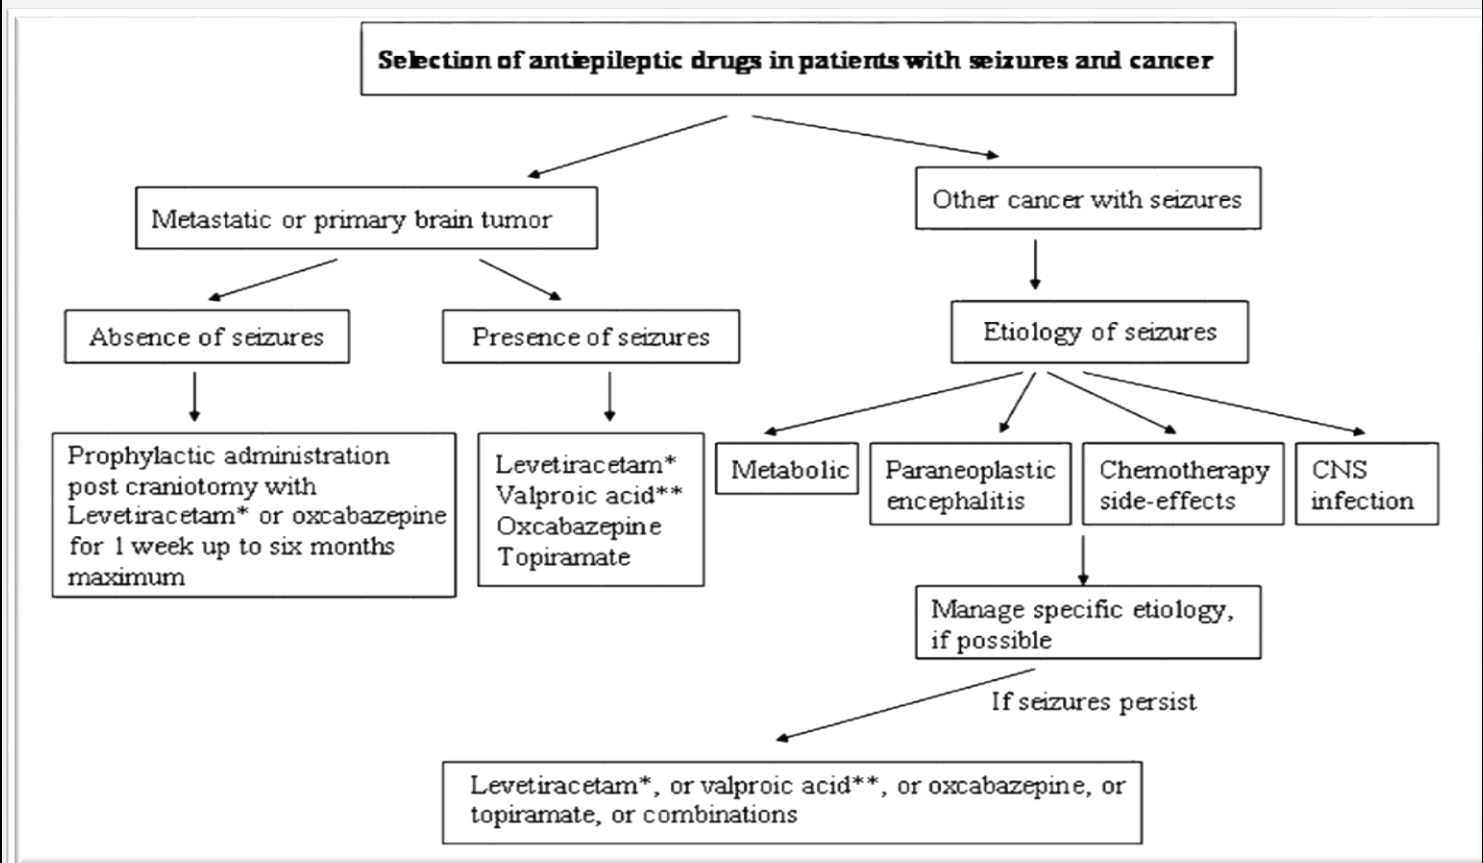 Selection of antiepileptic drugs in patients with seizures and cancer
Metastatic or primary brain tumor
Other cancer with seizures
Absence of seizures
Presence of seizures
Etiology of seizures
Prophylactic administration
post craniotomy with
Levetiracetam* or oxcabazepine
for 1 week up to six months
maximum
Levetiracetam*
Valproic acid**
Oxcabazepine
Topiramate
Metabolic
Paraneoplastic
encephalitis
Chemotherapy
side-effects
CNS
infection
Manage specific etiology,
if possible
If seizures persist
Levetiracetam*, or valproic acid**, or oxcabazepine, or
topiramate, or combinations